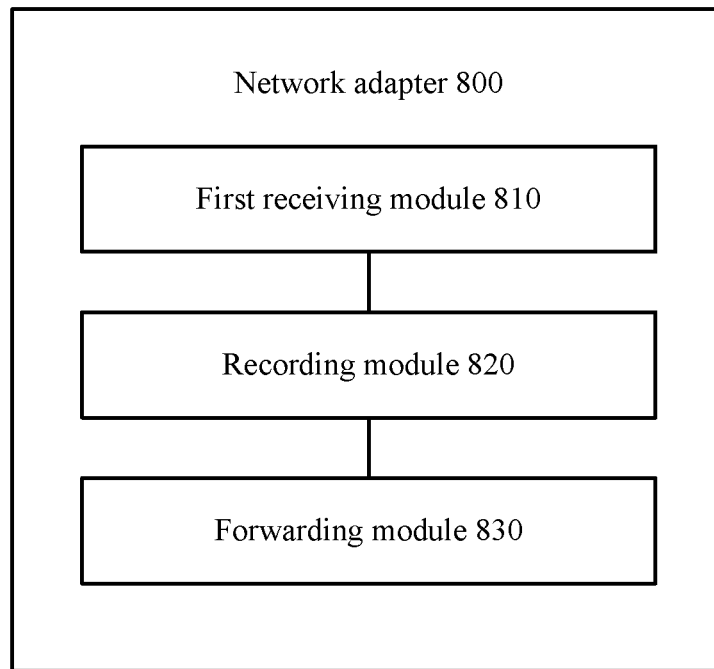 Network adapter 800
First receiving module 810
Recording module 820
Forwarding module 830